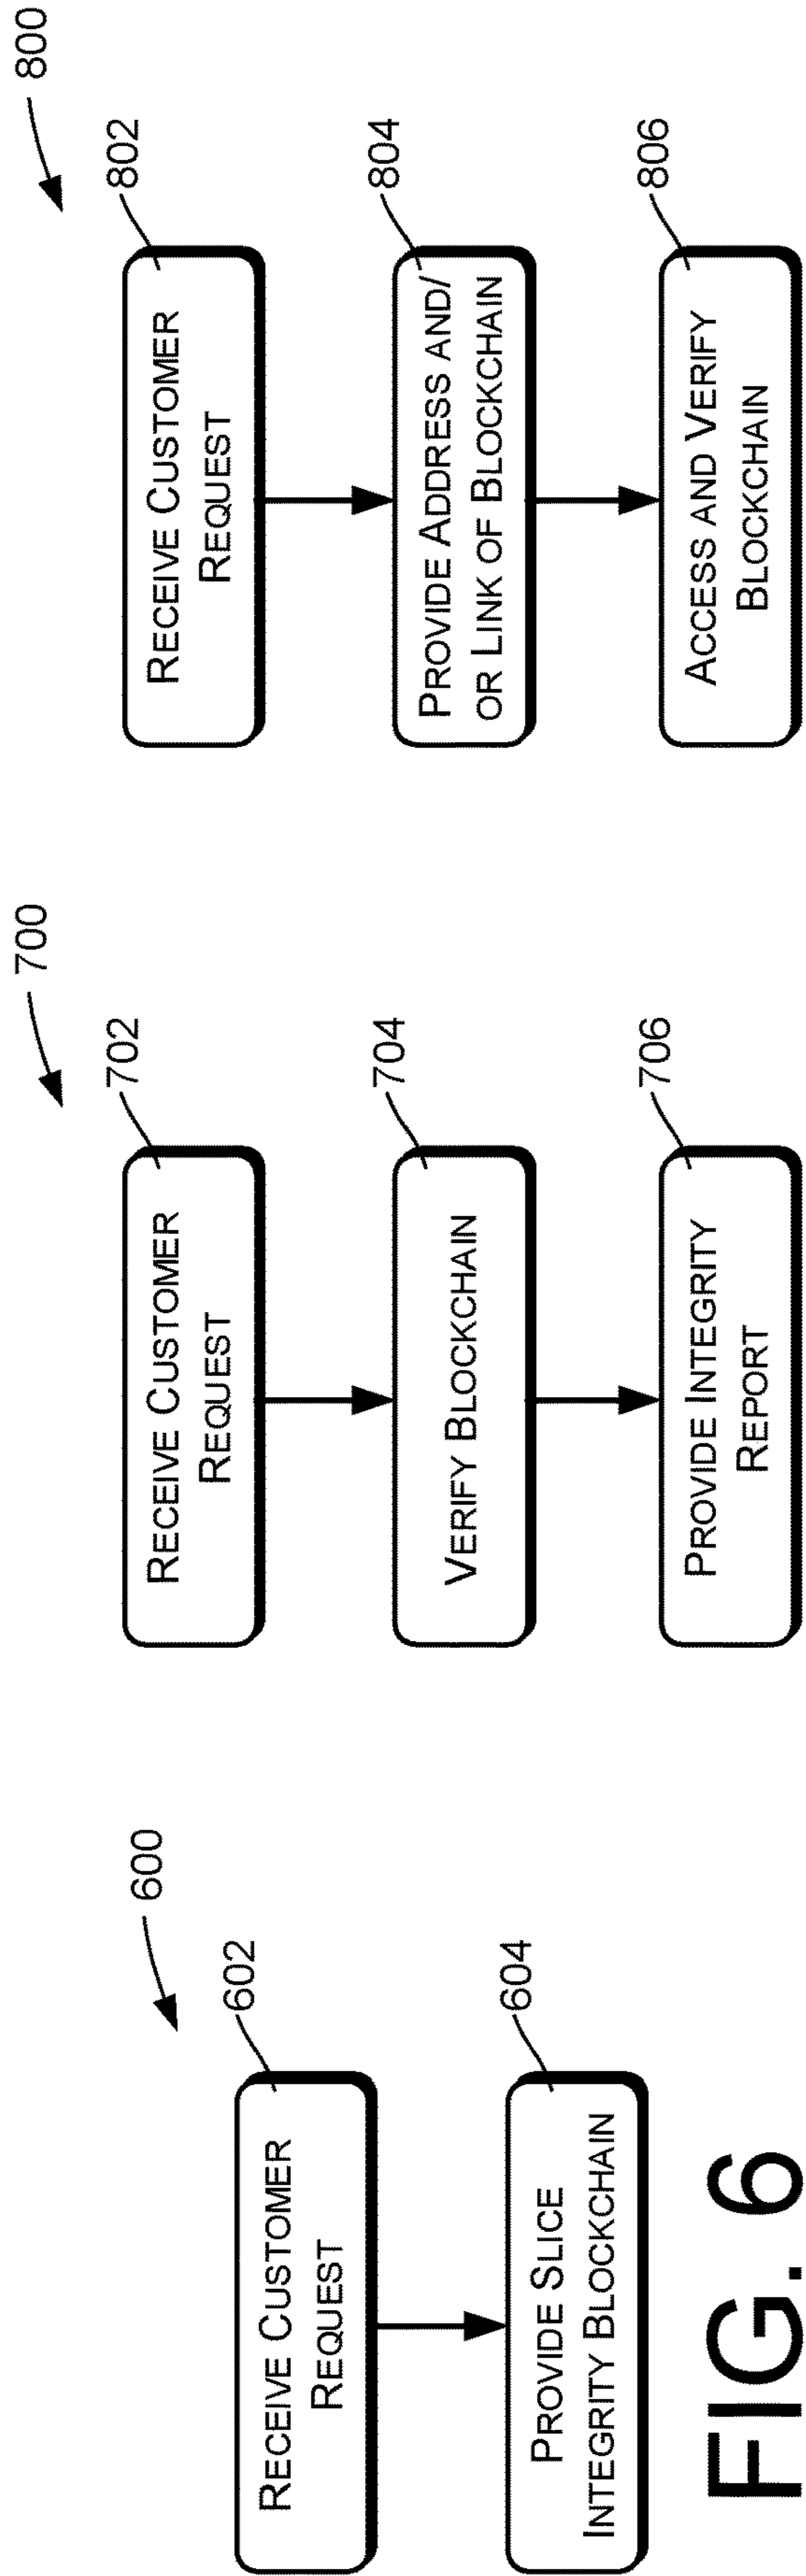 600
602
RECEIVE CUSTOMER
REQUEST
604
PROVIDE SLICE
INTEGRITY BLOCKCHAIN
FIG. 6
700
702
RECEIVE CUSTOMER
REQUEST
704
VERIFY BLOCKCHAIN
706
PROVIDE INTEGRITY
REPORT
800
802
RECEIVE CUSTOMER
REQUEST
804
PROVIDE ADDRESS AND/
OR LINK OF BLOCKCHAIN
806
ACCESS AND VERIFY
BLOCKCHAIN